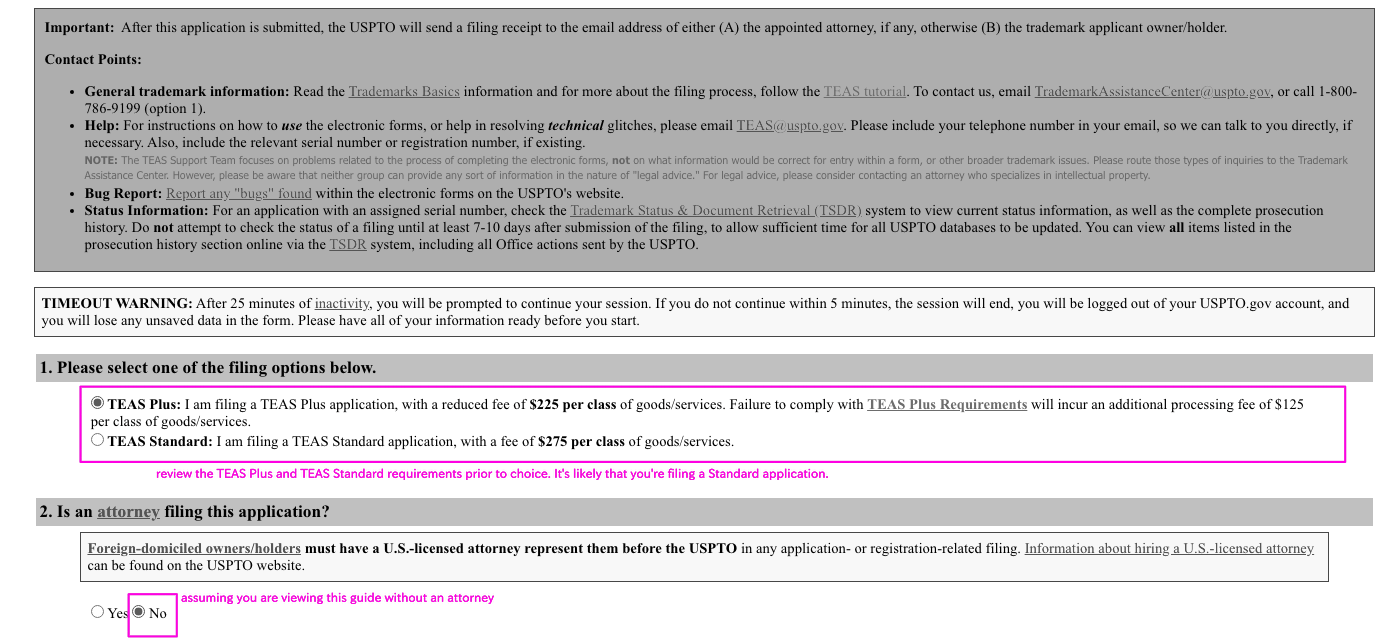 Important: After this application is submitted, the USPTO will send a filing receipt to the email address of either (A) the appointed attorney, if any, otherwise (B) the trademark applicant owner/holder.
Contact Points:
• General trademark information: Read the Trademarks Basics information and for more about the filing process, follow the TEAS tutorial. To contact us, email TrademarkAssistanceCenter@uspto.gov, or call 1-800-
786-9199 (option 1).
• Help: For instructions on how to use the electronic forms, or help in resolving technical glitches, please email TEAS@uspto.gov. Please include your telephone number in your email, so we can talk to you directly, if
necessary. Also, include the relevant serial number or registration number, if existing.
NOTE: The TEAS Support Team focuses on problems related to the process of completing the electronic forms, not on what information would be correct for entry within a form, or other broader trademark issues. Please route those types of inquiries to the Trademark
Assistance Center. However, please be aware that neither group can provide any sort of information in the nature of "legal advice." For legal advice, please consider contacting an attorney who specializes in intellectual property.
• Bug Report: Report any "bugs" found within the electronic forms on the USPTO's website.
• Status Information: For an application with an assigned serial number, check the Trademark Status & Document Retrieval (TSDR) system to view current status information, as well as the complete prosecution
history. Do not attempt to check the status of a filing until at least 7-10 days after submission of the filing, to allow sufficient time for all USPTO databases to be updated. You can view all items listed in the
prosecution history section online via the TSDR system, including all Office actions sent by the USPTO.
TIMEOUT WARNING: After 25 minutes of inactivity, you will be prompted to continue your session. If you do not continue within 5 minutes, the session will end, you will be logged out of your USPTO.gov account, and
you will lose any unsaved data in the form. Please have all of your information ready before you start.
1. Please select one of the filing options below.
TEAS Plus: I am filing a TEAS Plus application, with a reduced fee of $225 per class of goods/services. Failure to comply with TEAS Plus Requirements will incur an additional processing fee of $125
per class of goods/services.
TEAS Standard: I am filing a TEAS Standard application, with a fee of $275 per class of goods/services.
review the TEAS Plus and TEAS Standard requirements prior to choice. It's likely that you're filing a Standard application.
2. Is an attorney filing this application?
Foreign-domiciled owners/holders must have a U.S.-licensed attorney represent them before the USPTO in any application- or registration-related filing. Information about hiring a U.S.-licensed attorney
can be found on the USPTO website.
assuming you are viewing this guide without an attorney
Yes No